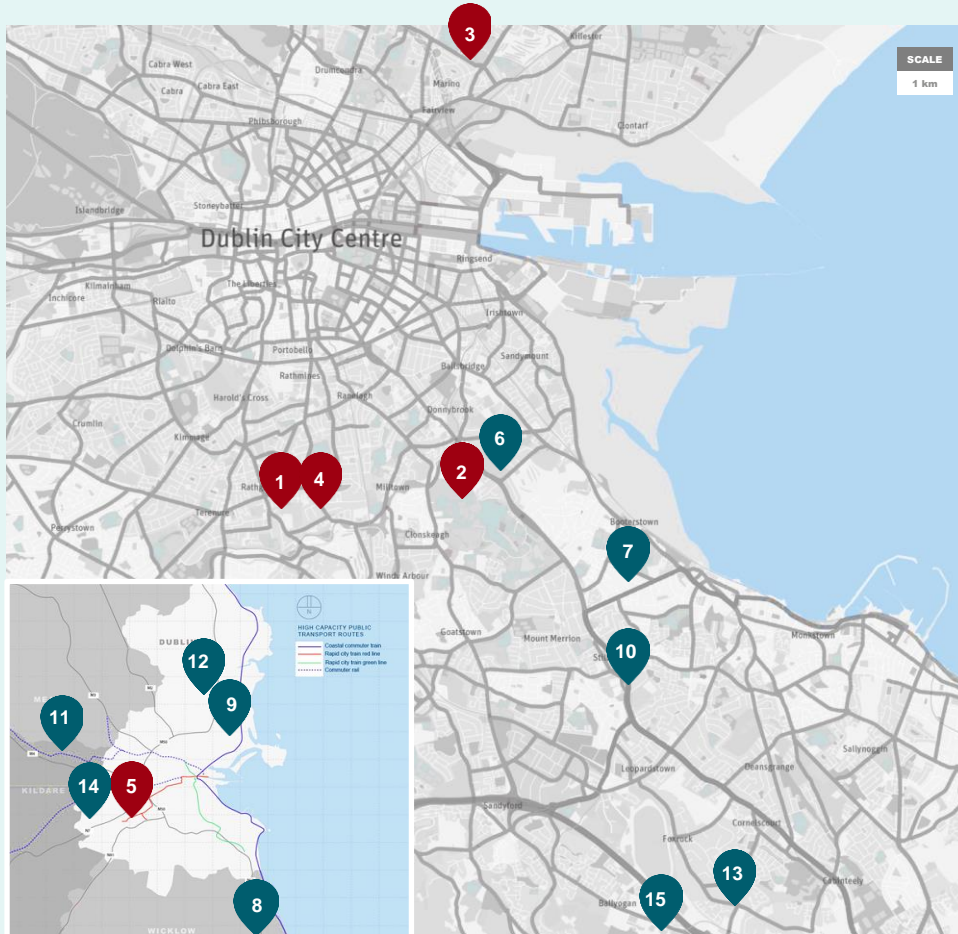 3
Killester
SCALE
1 km
Cabra West
Drumcondra
Cabra
Cabra East
Marino
Fairview
Phibsborough
Clontarf
Islandbridge
Stoneybatter
Dublin City Centre
Ringsend
Kilmainham
The Liberties
Inchicore
Rialto
Irishtown
Dolphin's Barn
Portobello
Sandymount
Ballsbridge
Rathmines
Ranelagh
Harold's Cross
Donnybrook
Crumlin
Kimmage
6
2
1
4
Milltown
Terenure
Booterstown
Perrystown
Clonskeagh
7
Windy Arbour
Goatstown
Mount Merrion
Monkstown
10
Sallynoggin
Leopardstown
Deansgrange
Sandyford
Cornelscourt
Foxrock
13
Cabinteely
15
Ballyogan
N
HIGH CAPACITY PUBLIC
TRANSPORT ROUTES
Coastal commuter train
Rapid city train red line
Rapid city train green line
Commuter rail
12
9
11
14
5
KILDARE
8
WICKLOW